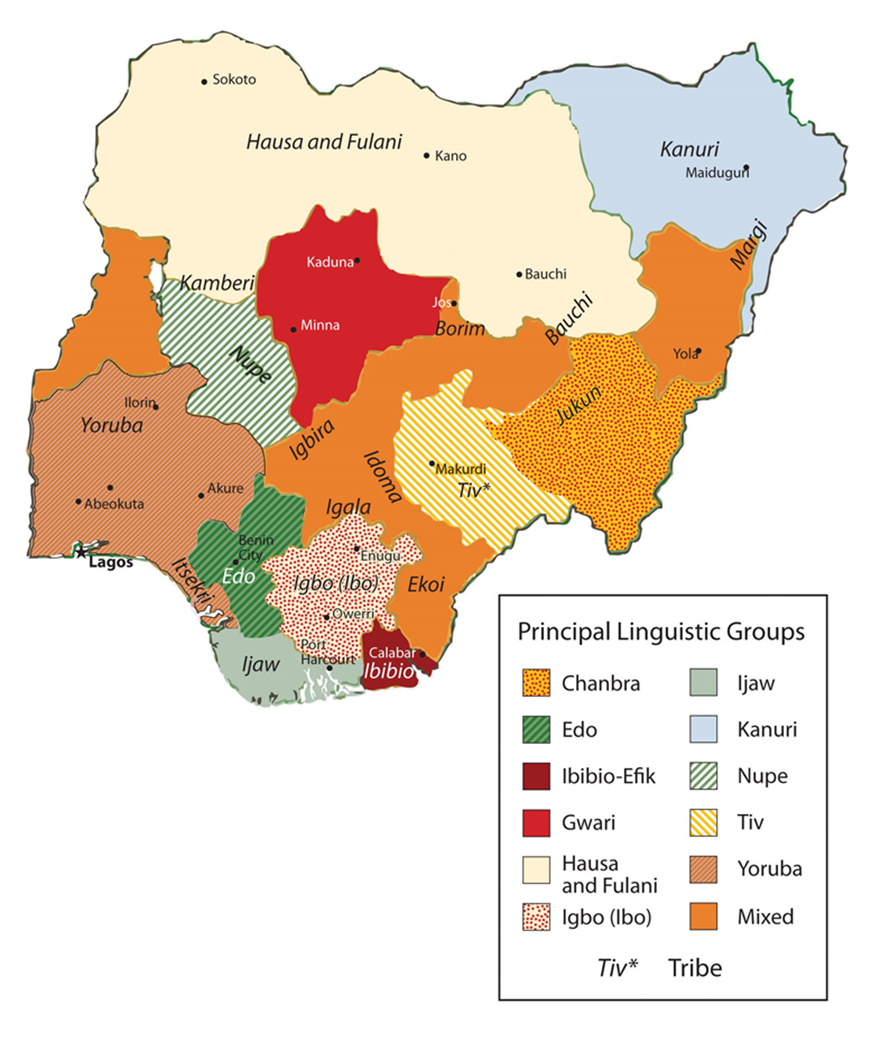 Sokoto
Hausa and Fulani
Kano
Kanuri
Maiduguri
Margi
Kamberi
Kaduna
Bauchi
Jos
Borim
Bauchi
Minna
Nupe
Yola
Ilorin
Yoruba
Jukun
Igbira
Idoma
Makurdi
Tiv*
Abeokuta
Akure
Igala
Lagos
Benin
City
Edo
Itsekri
Enugu
Igbo (Ibo)
Ekoi
Owerri
Port
Harcourt
Ijaw
Calabar
Ibibio
Principal Linguistic Groups
Chanbra
Edo
Ibibio-Efik
Gwari
Hausa
and Fulani
Igbo (Ibo)
Ijaw
Kanuri
Nupe
Tiv
Yoruba
Mixed
Tiv* Tribe